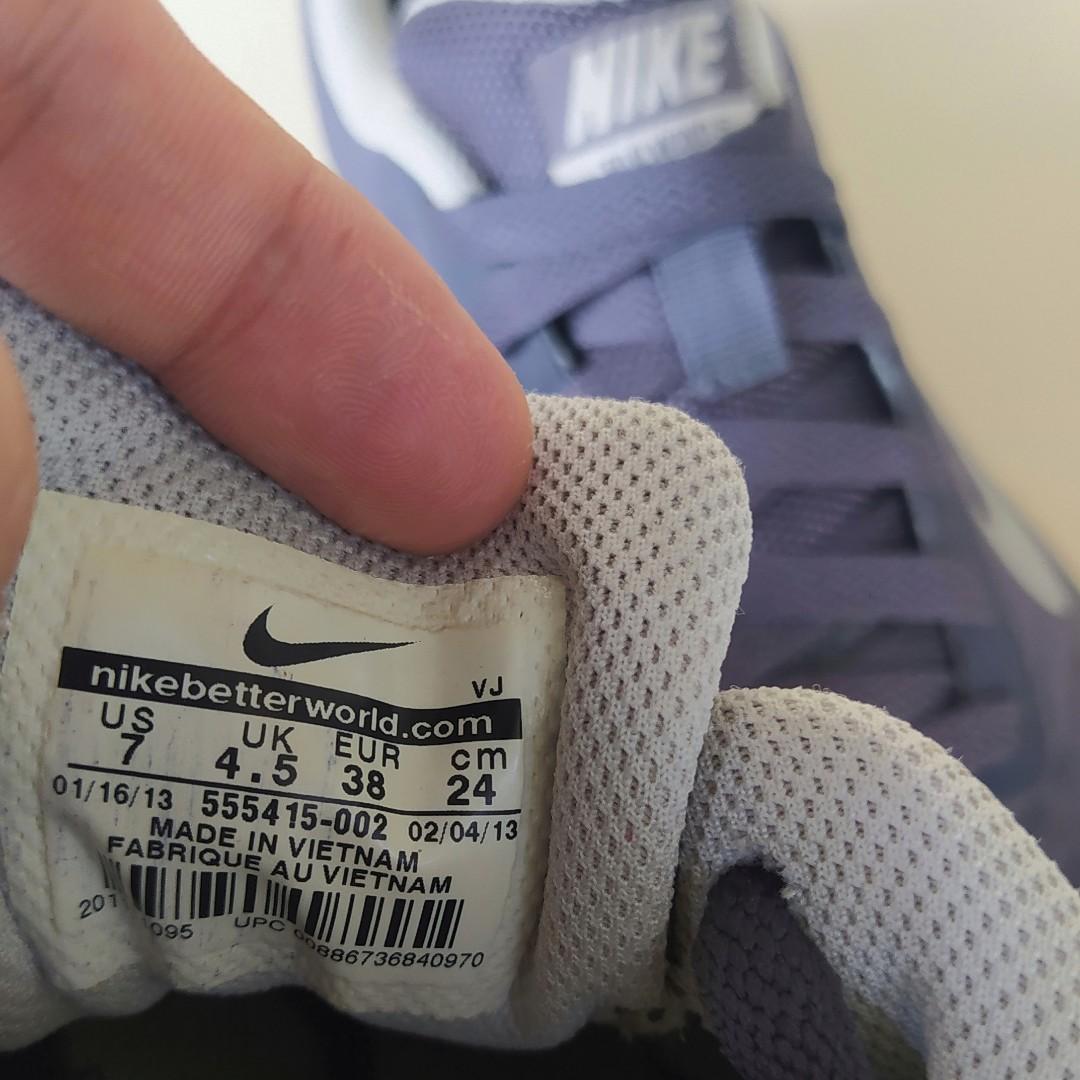 NIKE
VJ
nikebetterworld.com
US UK EUR cm
7 4.5 38 24
01/16/13 555415-002 02/04/13
MADE IN VIETNAM
FABRIQUE AU VIETNAM
UPC 00886736840970